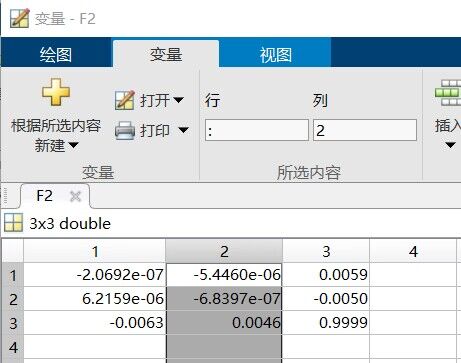 变量 - F2
绘图 变量 视图
根据所选内容
新建
打开
打印
变量
行 列
: 2
所选内容
插入
F2
3x3 double
1 2 3 4
1 -2.0692e-07 -5.4460e-06 0.0059
2 6.2159e-06 -6.8397e-07 -0.0050
3 -0.0063 0.0046 0.9999
4